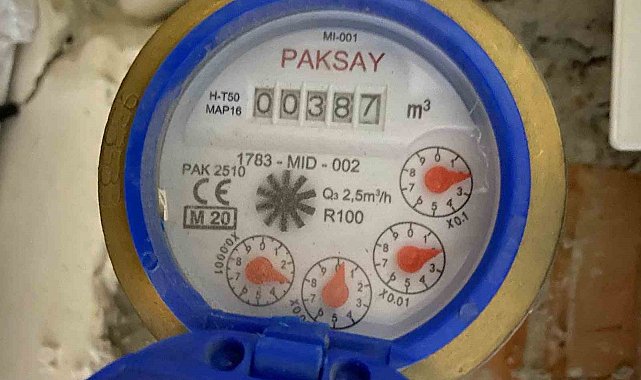 MI-001
PAKSAY
H-T50
MAP16
00387 m³
1783 - MID - 002
PAK 2510
CE
M 20
Q₃ 2,5m³/h
R100
X0.1
X0.01
X0.0001